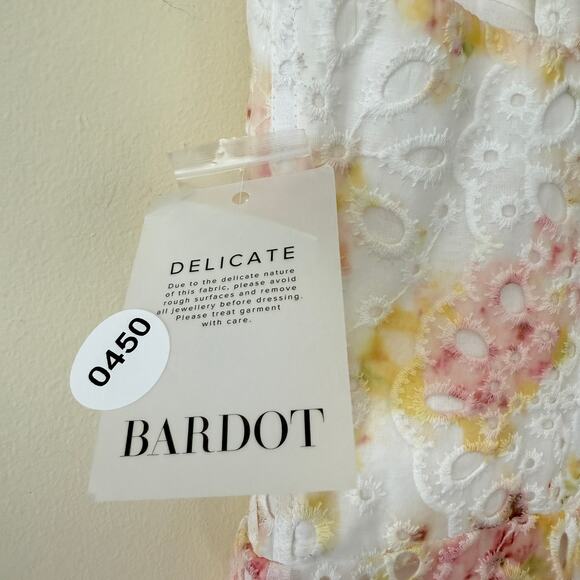 DELICATE
Due to the delicate nature
of this fabric, please avoid
rough surfaces and remove
all jewellery before dressing.
Please treat garment
with care.
0450
BARDOT